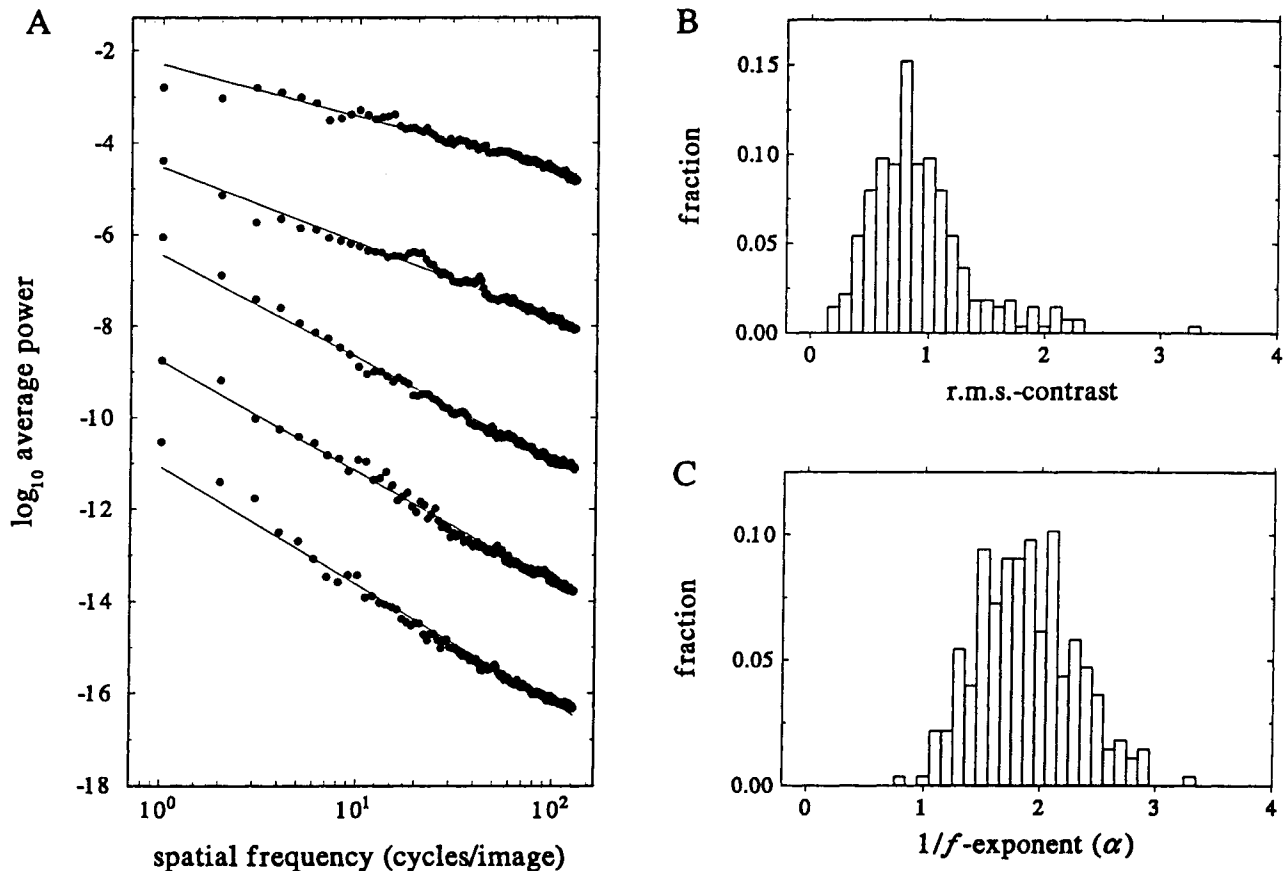 A
-2
-4
-6
-8
-10
-12
-14
-16
-18
log10 average power
10^0 10^1 10^2
spatial frequency (cycles/image)
B
0.15
0.10
0.05
0.00
fraction
0 1 2 3 4
r.m.s.-contrast
C
0.10
0.05
0.00
fraction
0 1 2 3 4
1/f-exponent (α)